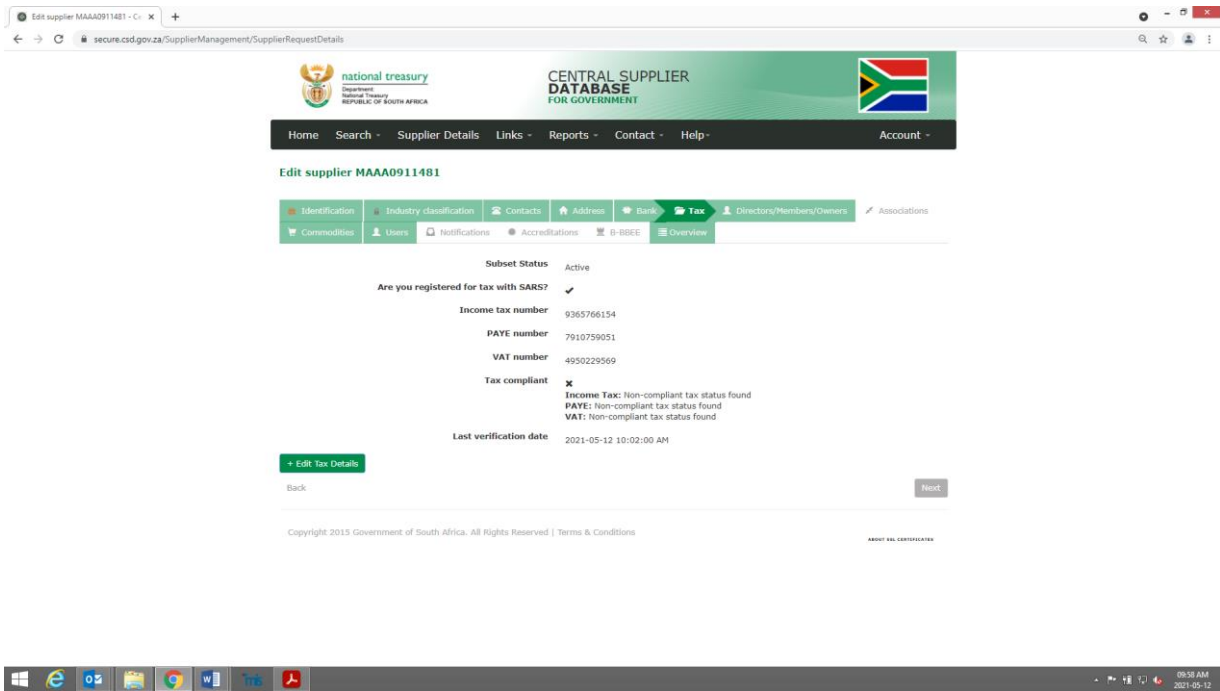 Edit supplier MAAA0911481 - Ce
secure.csd.gov.za/SupplierManagement/SupplierRequestDetails
national treasury
Department:
National Treasury
REPUBLIC OF SOUTH AFRICA
CENTRAL SUPPLIER
DATABASE
FOR GOVERNMENT
Home Search Supplier Details Links Reports Contact Help Account
Edit supplier MAAA0911481
Identification Industry classification Contacts Address Bank Tax Directors/Members/Owners Associations
Commodities Users Notifications Accreditations B-BBEE Overview
Subset Status Active
Are you registered for tax with SARS? ✔
Income tax number 9365766154
PAYE number 7910759051
VAT number 4950229569
Tax compliant ✖
Income Tax: Non-compliant tax status found
PAYE: Non-compliant tax status found
VAT: Non-compliant tax status found
Last verification date 2021-05-12 10:02:00 AM
+ Edit Tax Details
Back Next
Copyright 2015 Government of South Africa. All Rights Reserved | Terms & Conditions
ABOUT SSL CERTIFICATES
09:58 AM
2021-05-12